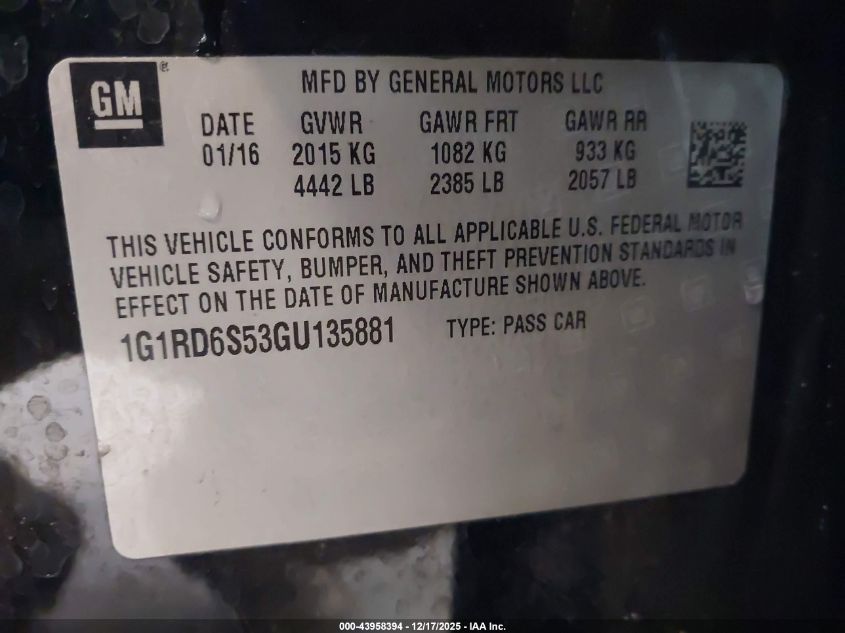 GM®
MFD BY GENERAL MOTORS LLC
DATE GVWR GAWR FRT GAWR RR
01/16 2015 KG 1082 KG 933 KG
4442 LB 2385 LB 2057 LB
THIS VEHICLE CONFORMS TO ALL APPLICABLE U.S. FEDERAL MOTOR
VEHICLE SAFETY, BUMPER, AND THEFT PREVENTION STANDARDS IN
EFFECT ON THE DATE OF MANUFACTURE SHOWN ABOVE.
1G1RD6S53GU135881 TYPE: PASS CAR
000-43958394 - 12/17/2025 - IAA Inc.